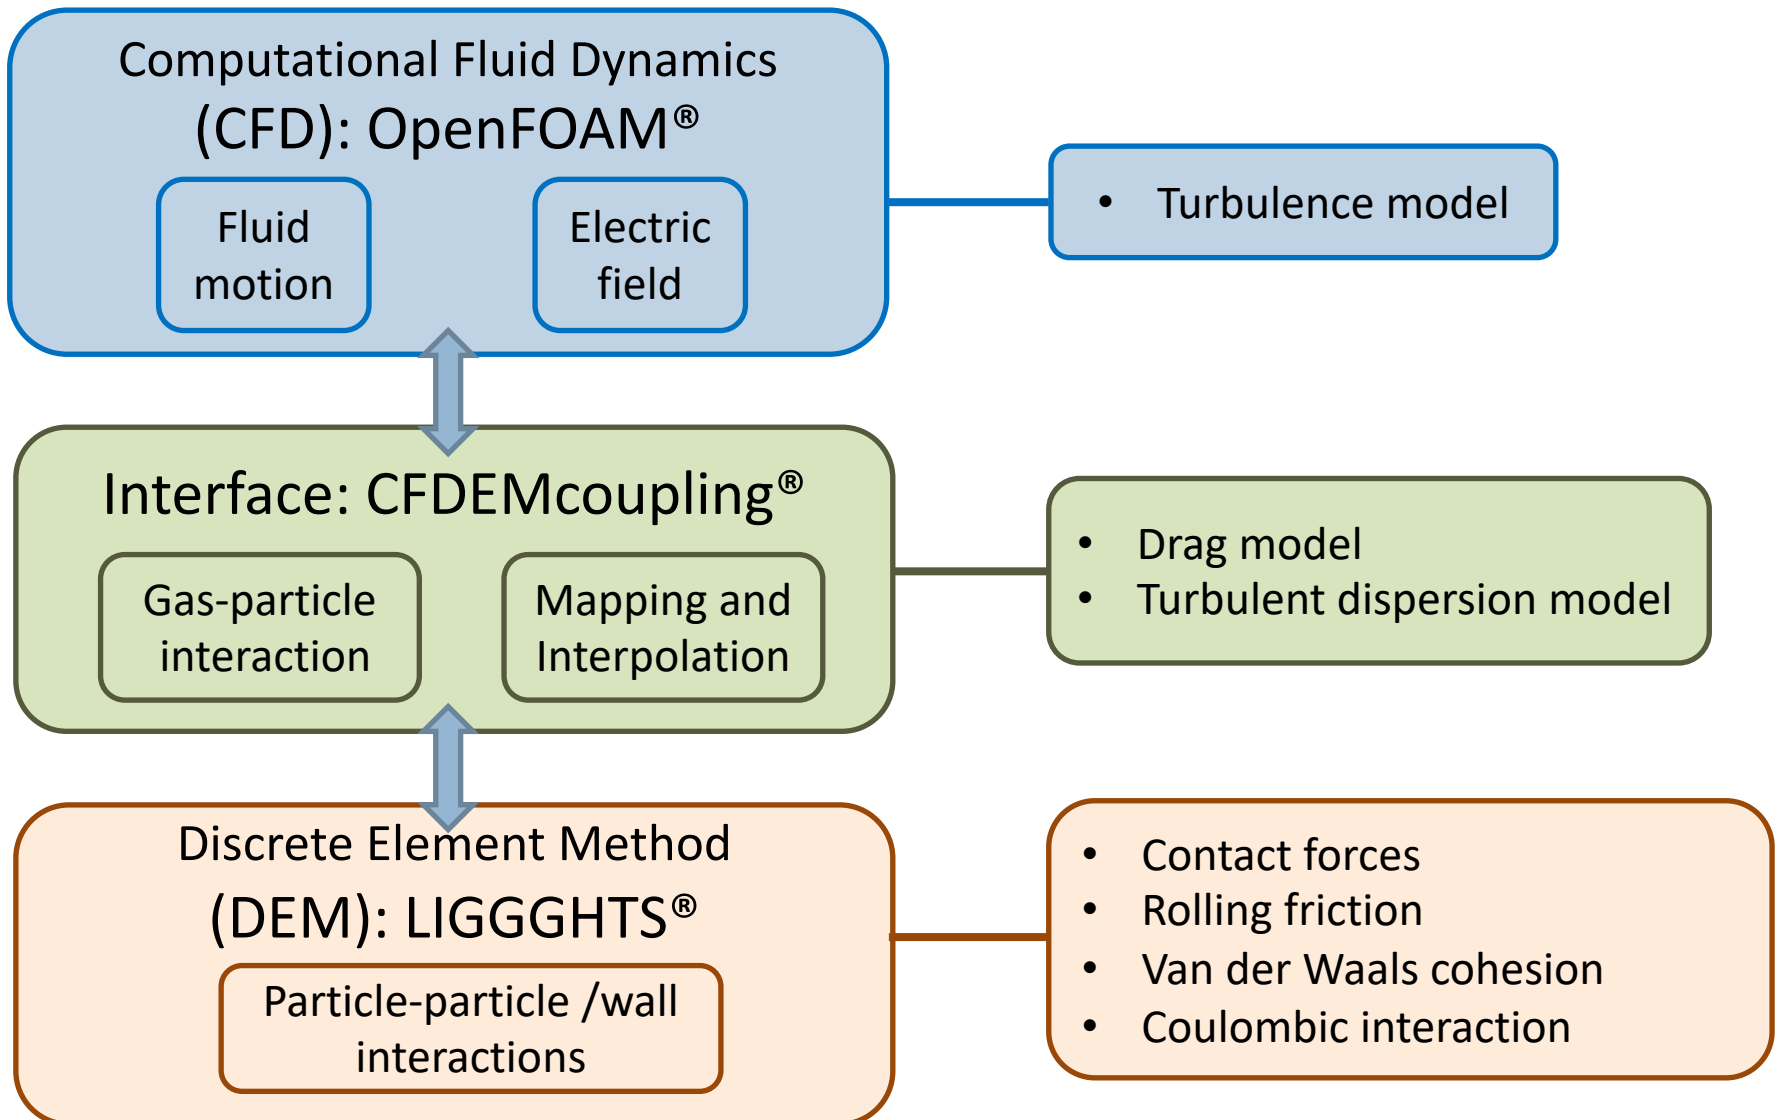 Computational Fluid Dynamics
(CFD): OpenFOAM®
Fluid
motion
Electric
field
• Turbulence model
Interface: CFDEMcoupling®
Gas-particle
interaction
Mapping and
Interpolation
• Drag model
• Turbulent dispersion model
Discrete Element Method
(DEM): LIGGGHTS®
Particle-particle /wall
interactions
• Contact forces
• Rolling friction
• Van der Waals cohesion
• Coulombic interaction